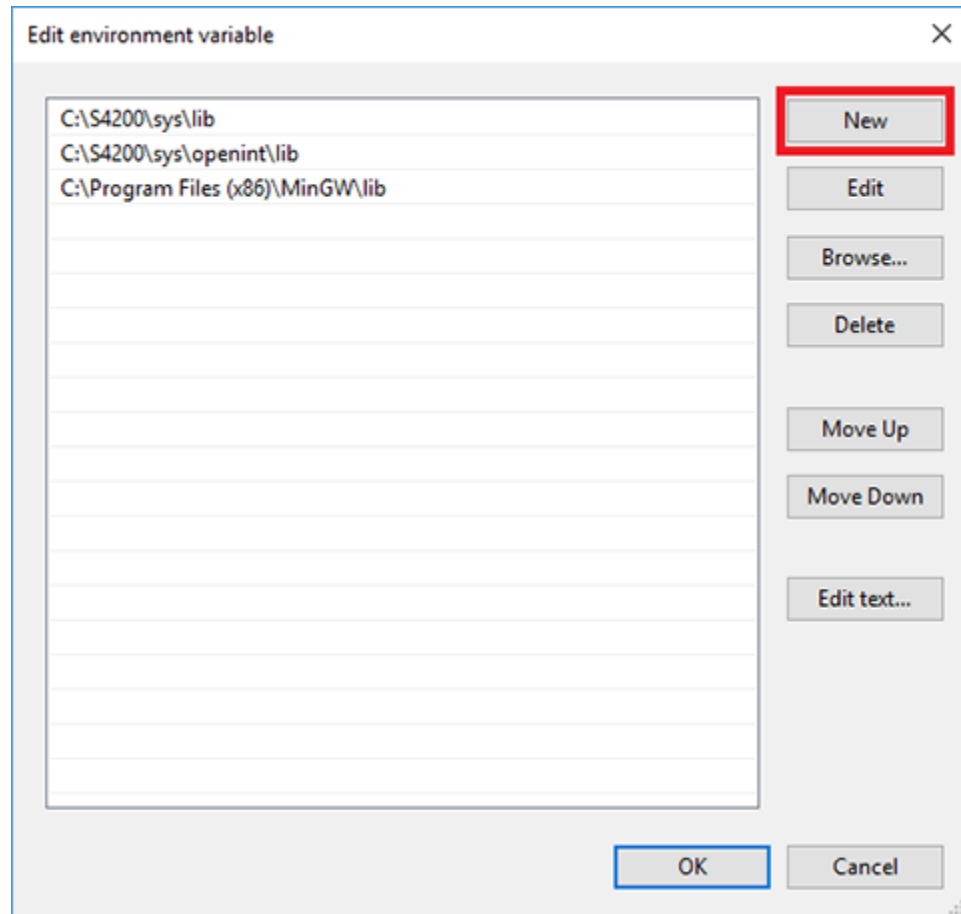 Edit environment variable
C:\S4200\sys\lib
C:\S4200\sys\openint\lib
C:\Program Files (x86)\MinGW\lib
New
Edit
Browse...
Delete
Move Up
Move Down
Edit text...
OK
Cancel